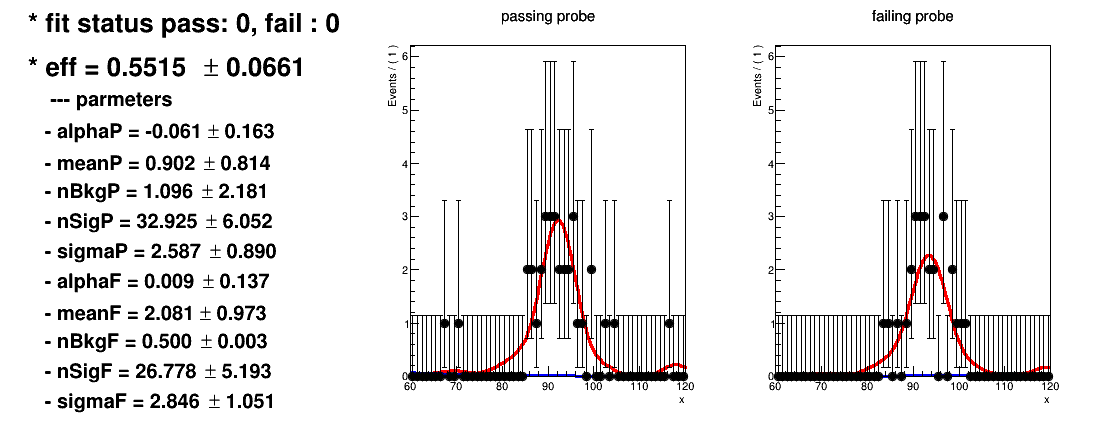 * fit status pass: 0, fail : 0
* eff = 0.5515 ± 0.0661
--- parmeters
- alphaP = -0.061 ± 0.163
- meanP = 0.902 ± 0.814
- nBkgP = 1.096 ± 2.181
- nSigP = 32.925 ± 6.052
- sigmaP = 2.587 ± 0.890
- alphaF = 0.009 ± 0.137
- meanF = 2.081 ± 0.973
- nBkgF = 0.500 ± 0.003
- nSigF = 26.778 ± 5.193
- sigmaF = 2.846 ± 1.051
passing probe
Events / ( 1 )
6
5
4
3
2
1
0
60 70 80 90 100 110 120
x
failing probe
Events / ( 1 )
6
5
4
3
2
1
0
60 70 80 90 100 110 120
x